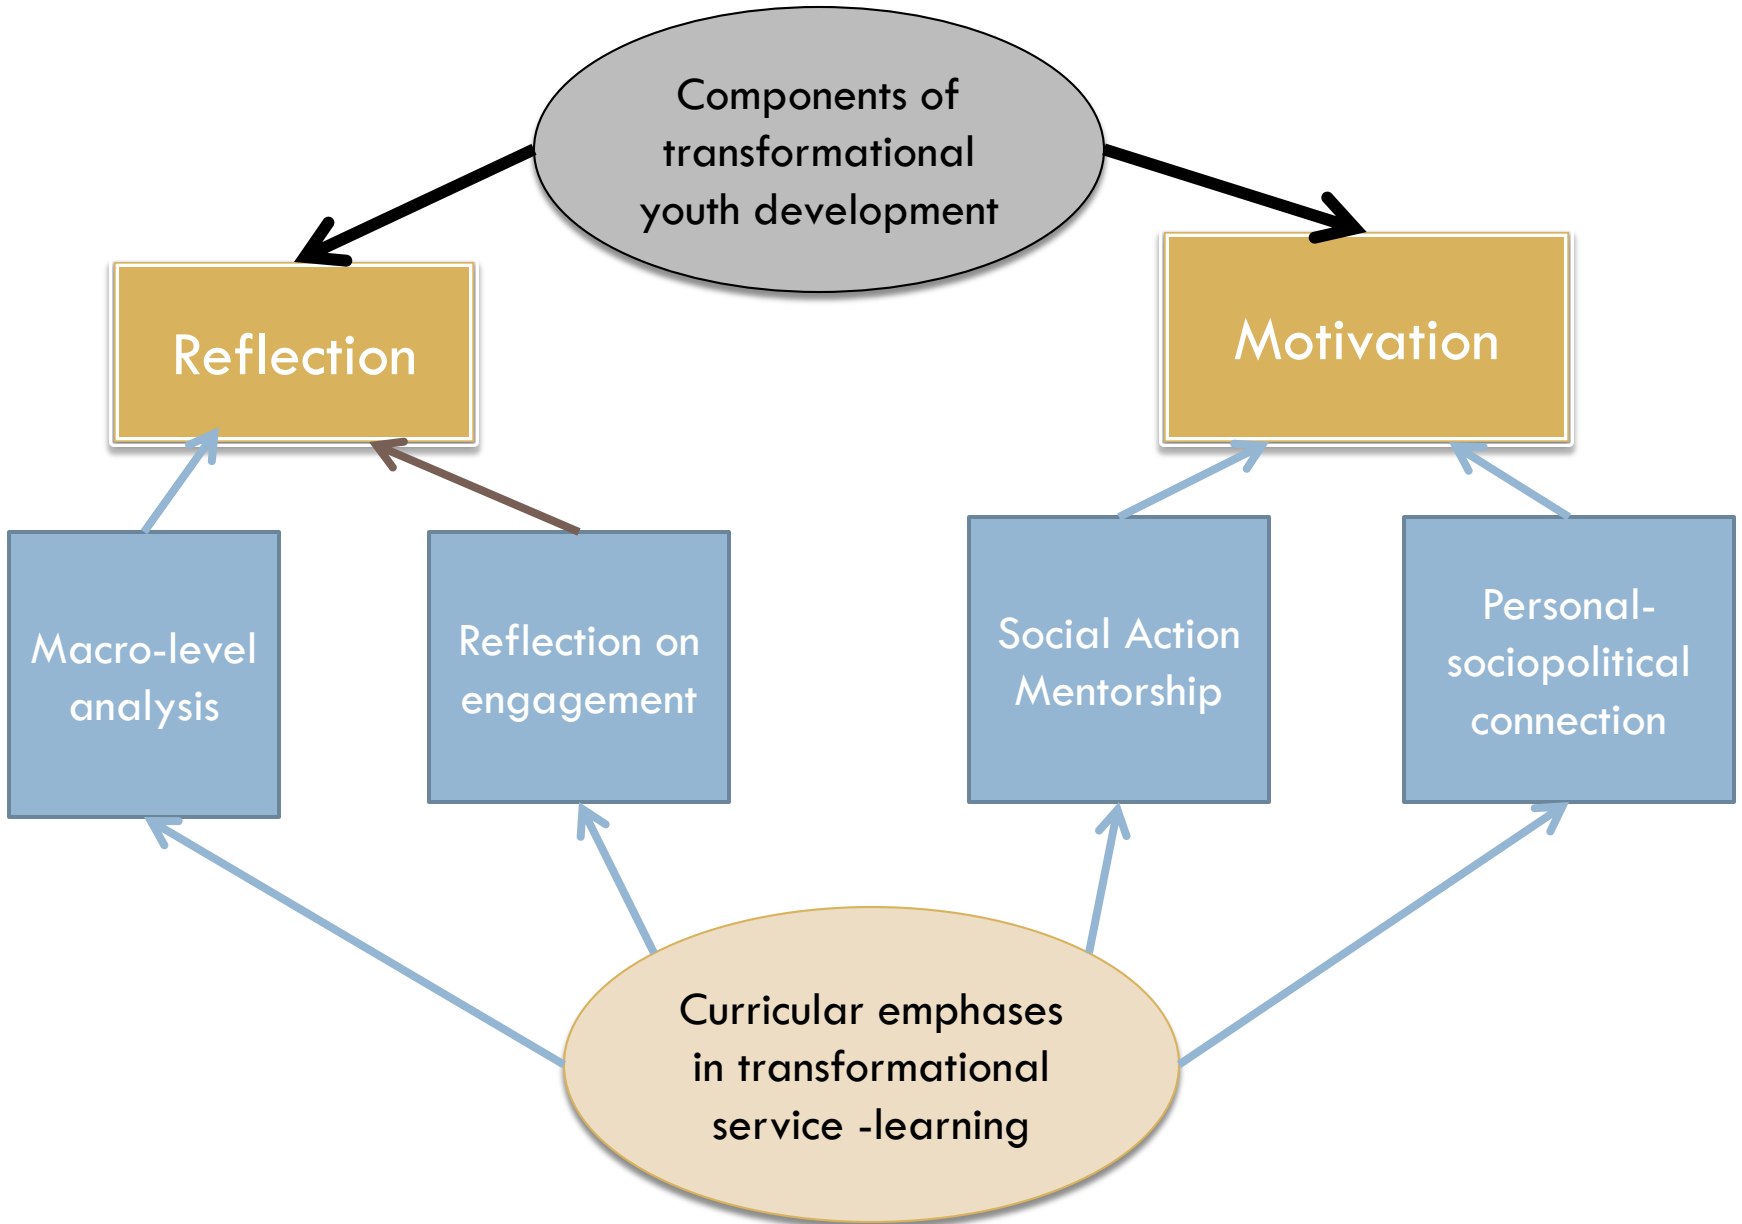 Components of
transformational
youth development
Reflection
Motivation
Macro-level
analysis
Reflection on
engagement
Social Action
Mentorship
Personal-
sociopolitical
connection
Curricular emphases
in transformational
service -learning